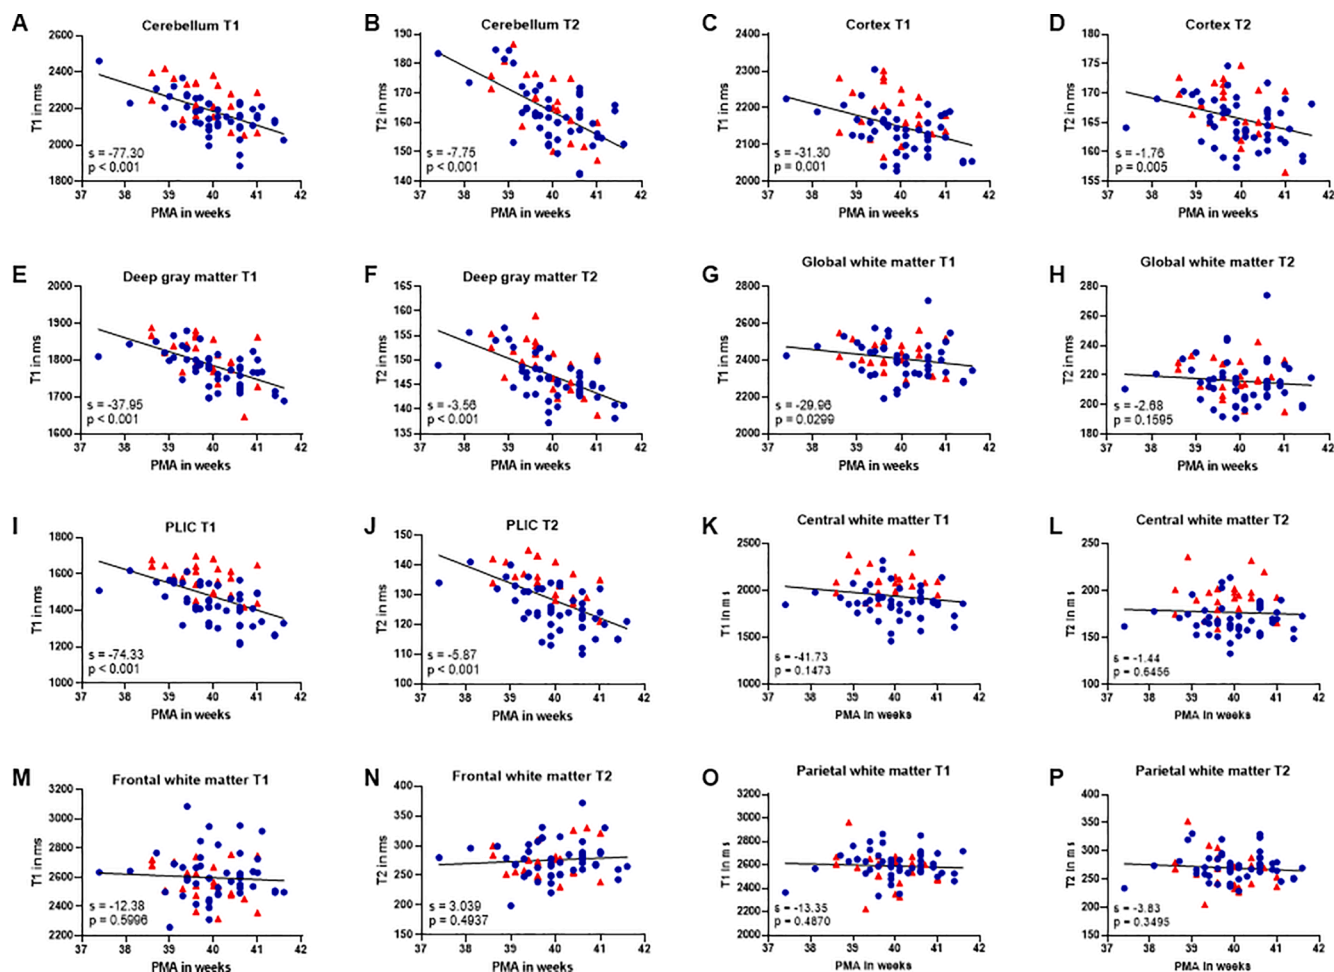 A
Cerebellum T1
2600
2400
2200
2000
1800
T1 in ms
s = -77.30
p < 0.001
37 38 39 40 41 42
PMA in weeks
B
Cerebellum T2
190
180
170
160
150
140
T2 in ms
s = -7.75
p < 0.001
37 38 39 40 41 42
PMA in weeks
C
Cortex T1
2400
2300
2200
2100
2000
T1 in ms
s = -31.30
p = 0.001
37 38 39 40 41 42
PMA in weeks
D
Cortex T2
180
175
170
165
160
155
T2 in ms
s = -1.76
p = 0.005
37 38 39 40 41 42
PMA in weeks
E
Deep gray matter T1
2000
1900
1800
1700
1600
T1 in ms
s = -37.95
p < 0.001
37 38 39 40 41 42
PMA in weeks
F
Deep gray matter T2
165
160
155
150
145
140
135
T2 in ms
s = -3.56
p < 0.001
37 38 39 40 41 42
PMA in weeks
G
Global white matter T1
2800
2600
2400
2200
2000
T1 in ms
s = -29.96
p = 0.0299
37 38 39 40 41 42
PMA in weeks
H
Global white matter T2
280
260
240
220
200
180
T2 in ms
s = -2.68
p = 0.1595
37 38 39 40 41 42
PMA in weeks
I
PLIC T1
1800
1600
1400
1200
1000
T1 in ms
s = -74.33
p < 0.001
37 38 39 40 41 42
PMA in weeks
J
PLIC T2
150
140
130
120
110
100
T2 in ms
s = -5.87
p < 0.001
37 38 39 40 41 42
PMA in weeks
K
Central white matter T1
2500
2000
1500
1000
T1 in ms
s = -41.73
p = 0.1473
37 38 39 40 41 42
PMA in weeks
L
Central white matter T2
250
200
150
100
T2 in ms
s = -1.44
p = 0.6456
37 38 39 40 41 42
PMA in weeks
M
Frontal white matter T1
3200
3000
2800
2600
2400
2200
T1 in ms
s = -12.38
p = 0.5996
37 38 39 40 41 42
PMA in weeks
N
Frontal white matter T2
400
350
300
250
200
150
T2 in ms
s = 3.039
p = 0.4937
37 38 39 40 41 42
PMA in weeks
O
Parietal white matter T1
3200
3000
2800
2600
2400
2200
2000
T1 in ms
s = -13.35
p = 0.4870
37 38 39 40 41 42
PMA in weeks
P
Parietal white matter T2
400
350
300
250
200
150
T2 in ms
s = -3.83
p = 0.3495
37 38 39 40 41 42
PMA in weeks